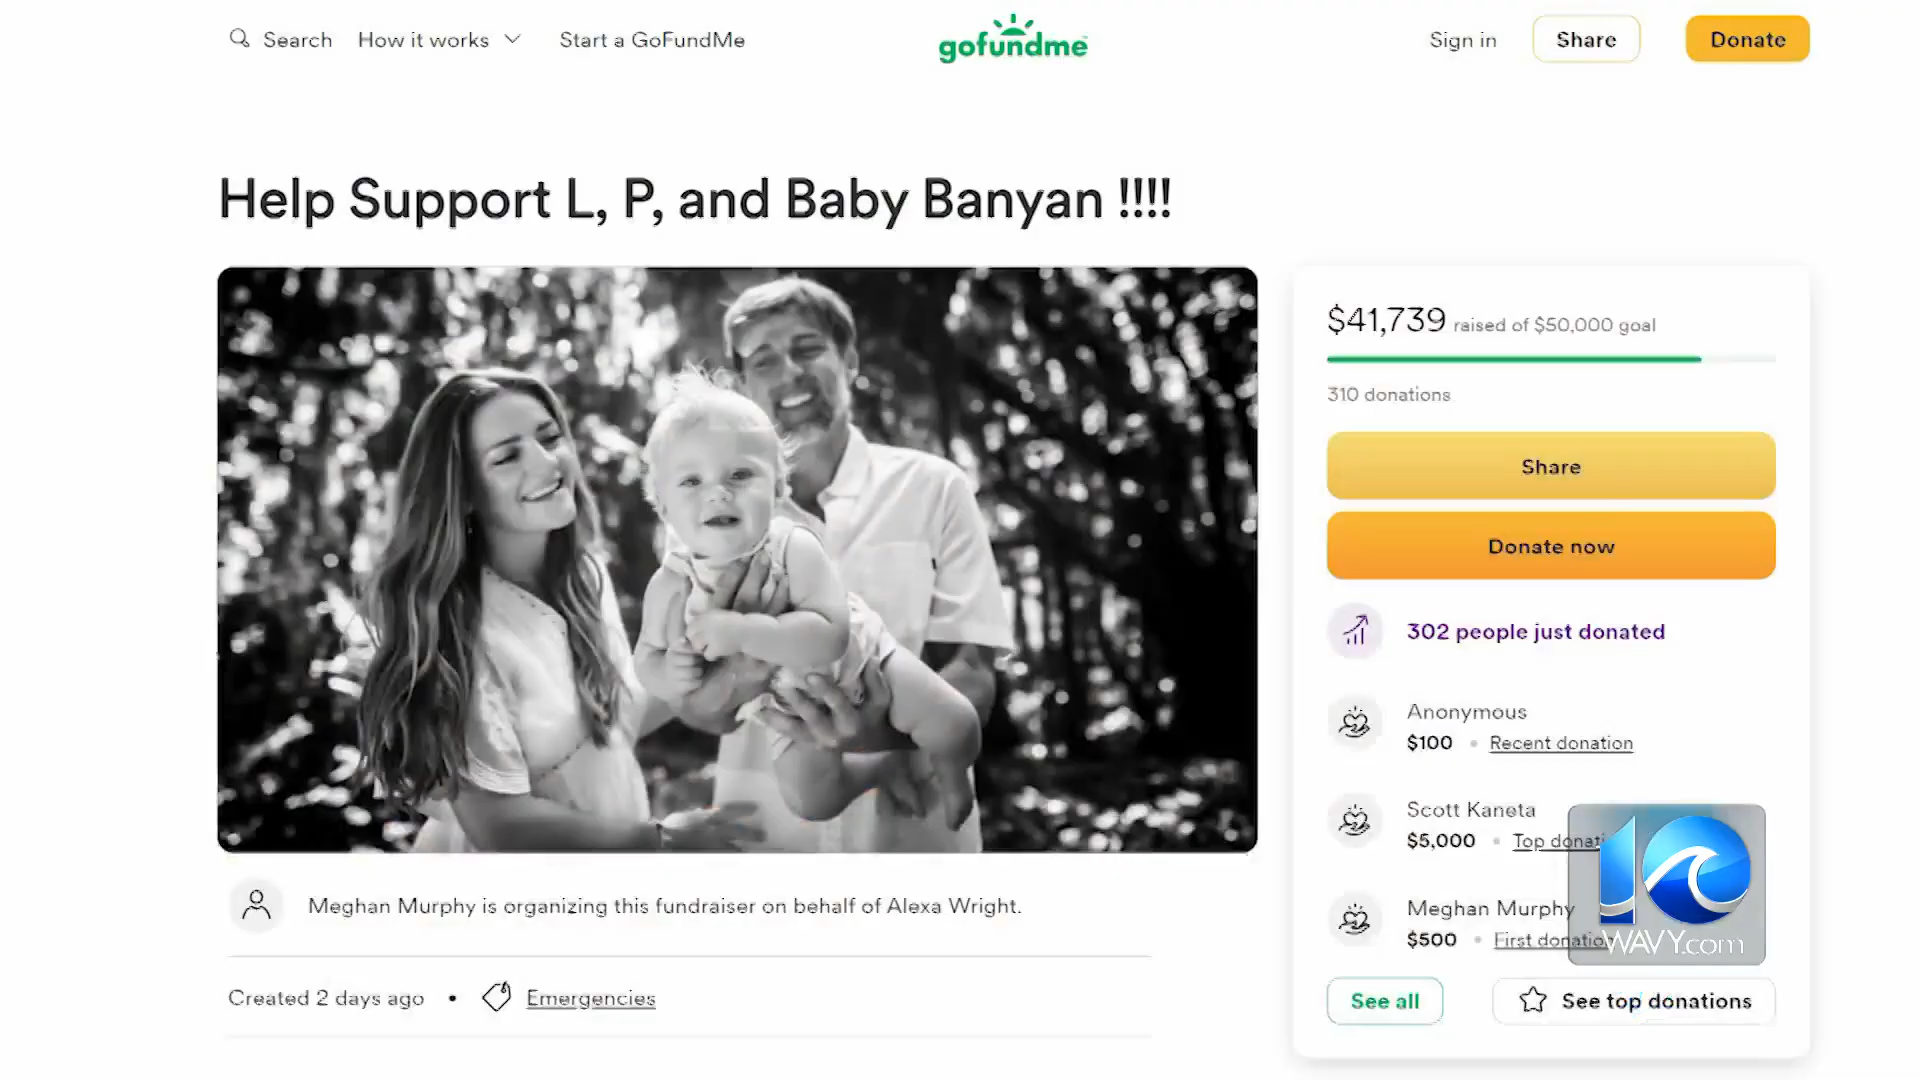 Search How it works Start a GoFundMe gofundme Sign in Share Donate
Help Support L, P, and Baby Banyan !!!!
$41,739 raised of $50,000 goal
310 donations
Share
Donate now
302 people just donated
Anonymous
$100 • Recent donation
Scott Kaneta
$5,000 • Top donati
Meghan Murphy
$500 • First donation
10
WAVY.com
See all See top donations
Meghan Murphy is organizing this fundraiser on behalf of Alexa Wright.
Created 2 days ago • Emergencies